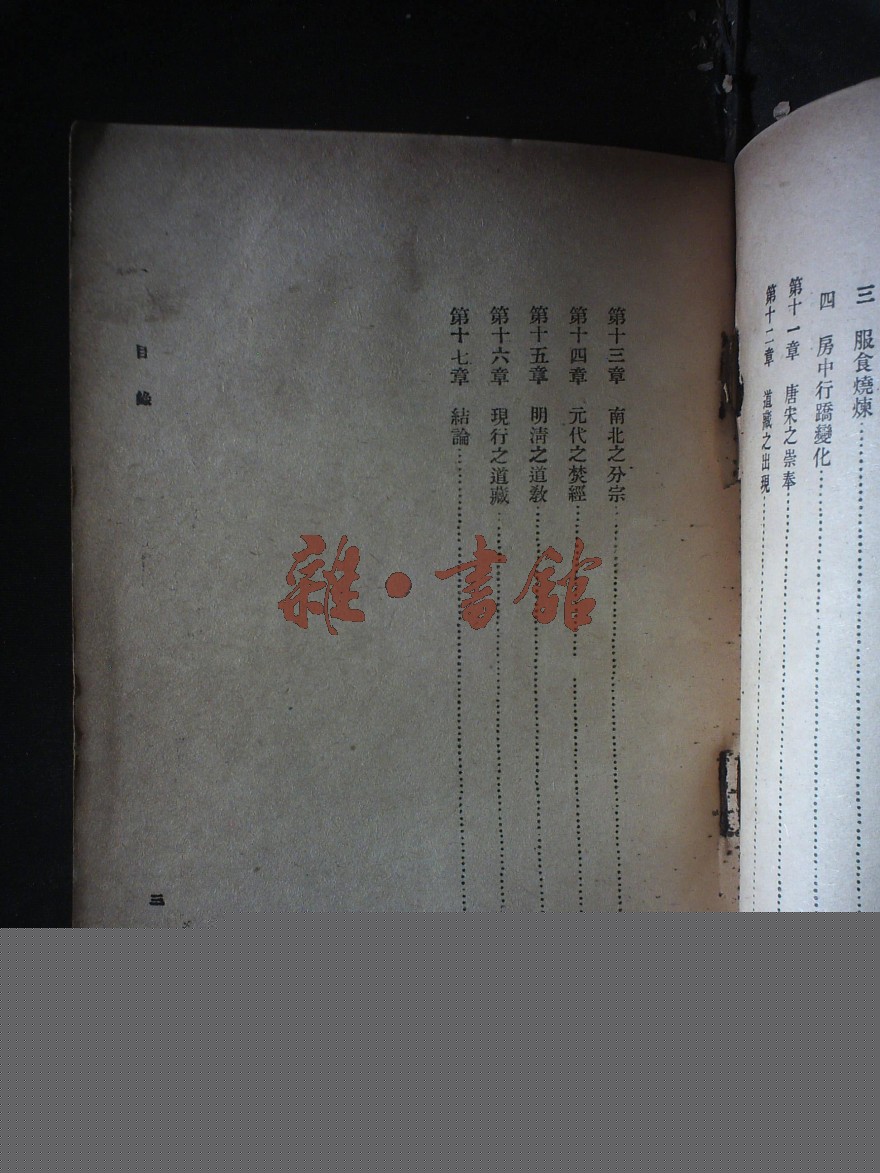 三　服食燒煉
四　房中行蹻變化
第十一章　唐宋之崇奉
第十二章　道藏之出現
第十三章　南北之分宗
第十四章　元代之焚經
第十五章　明清之道教
第十六章　現行之道藏
第十七章　結論
目錄
三
雜·書館